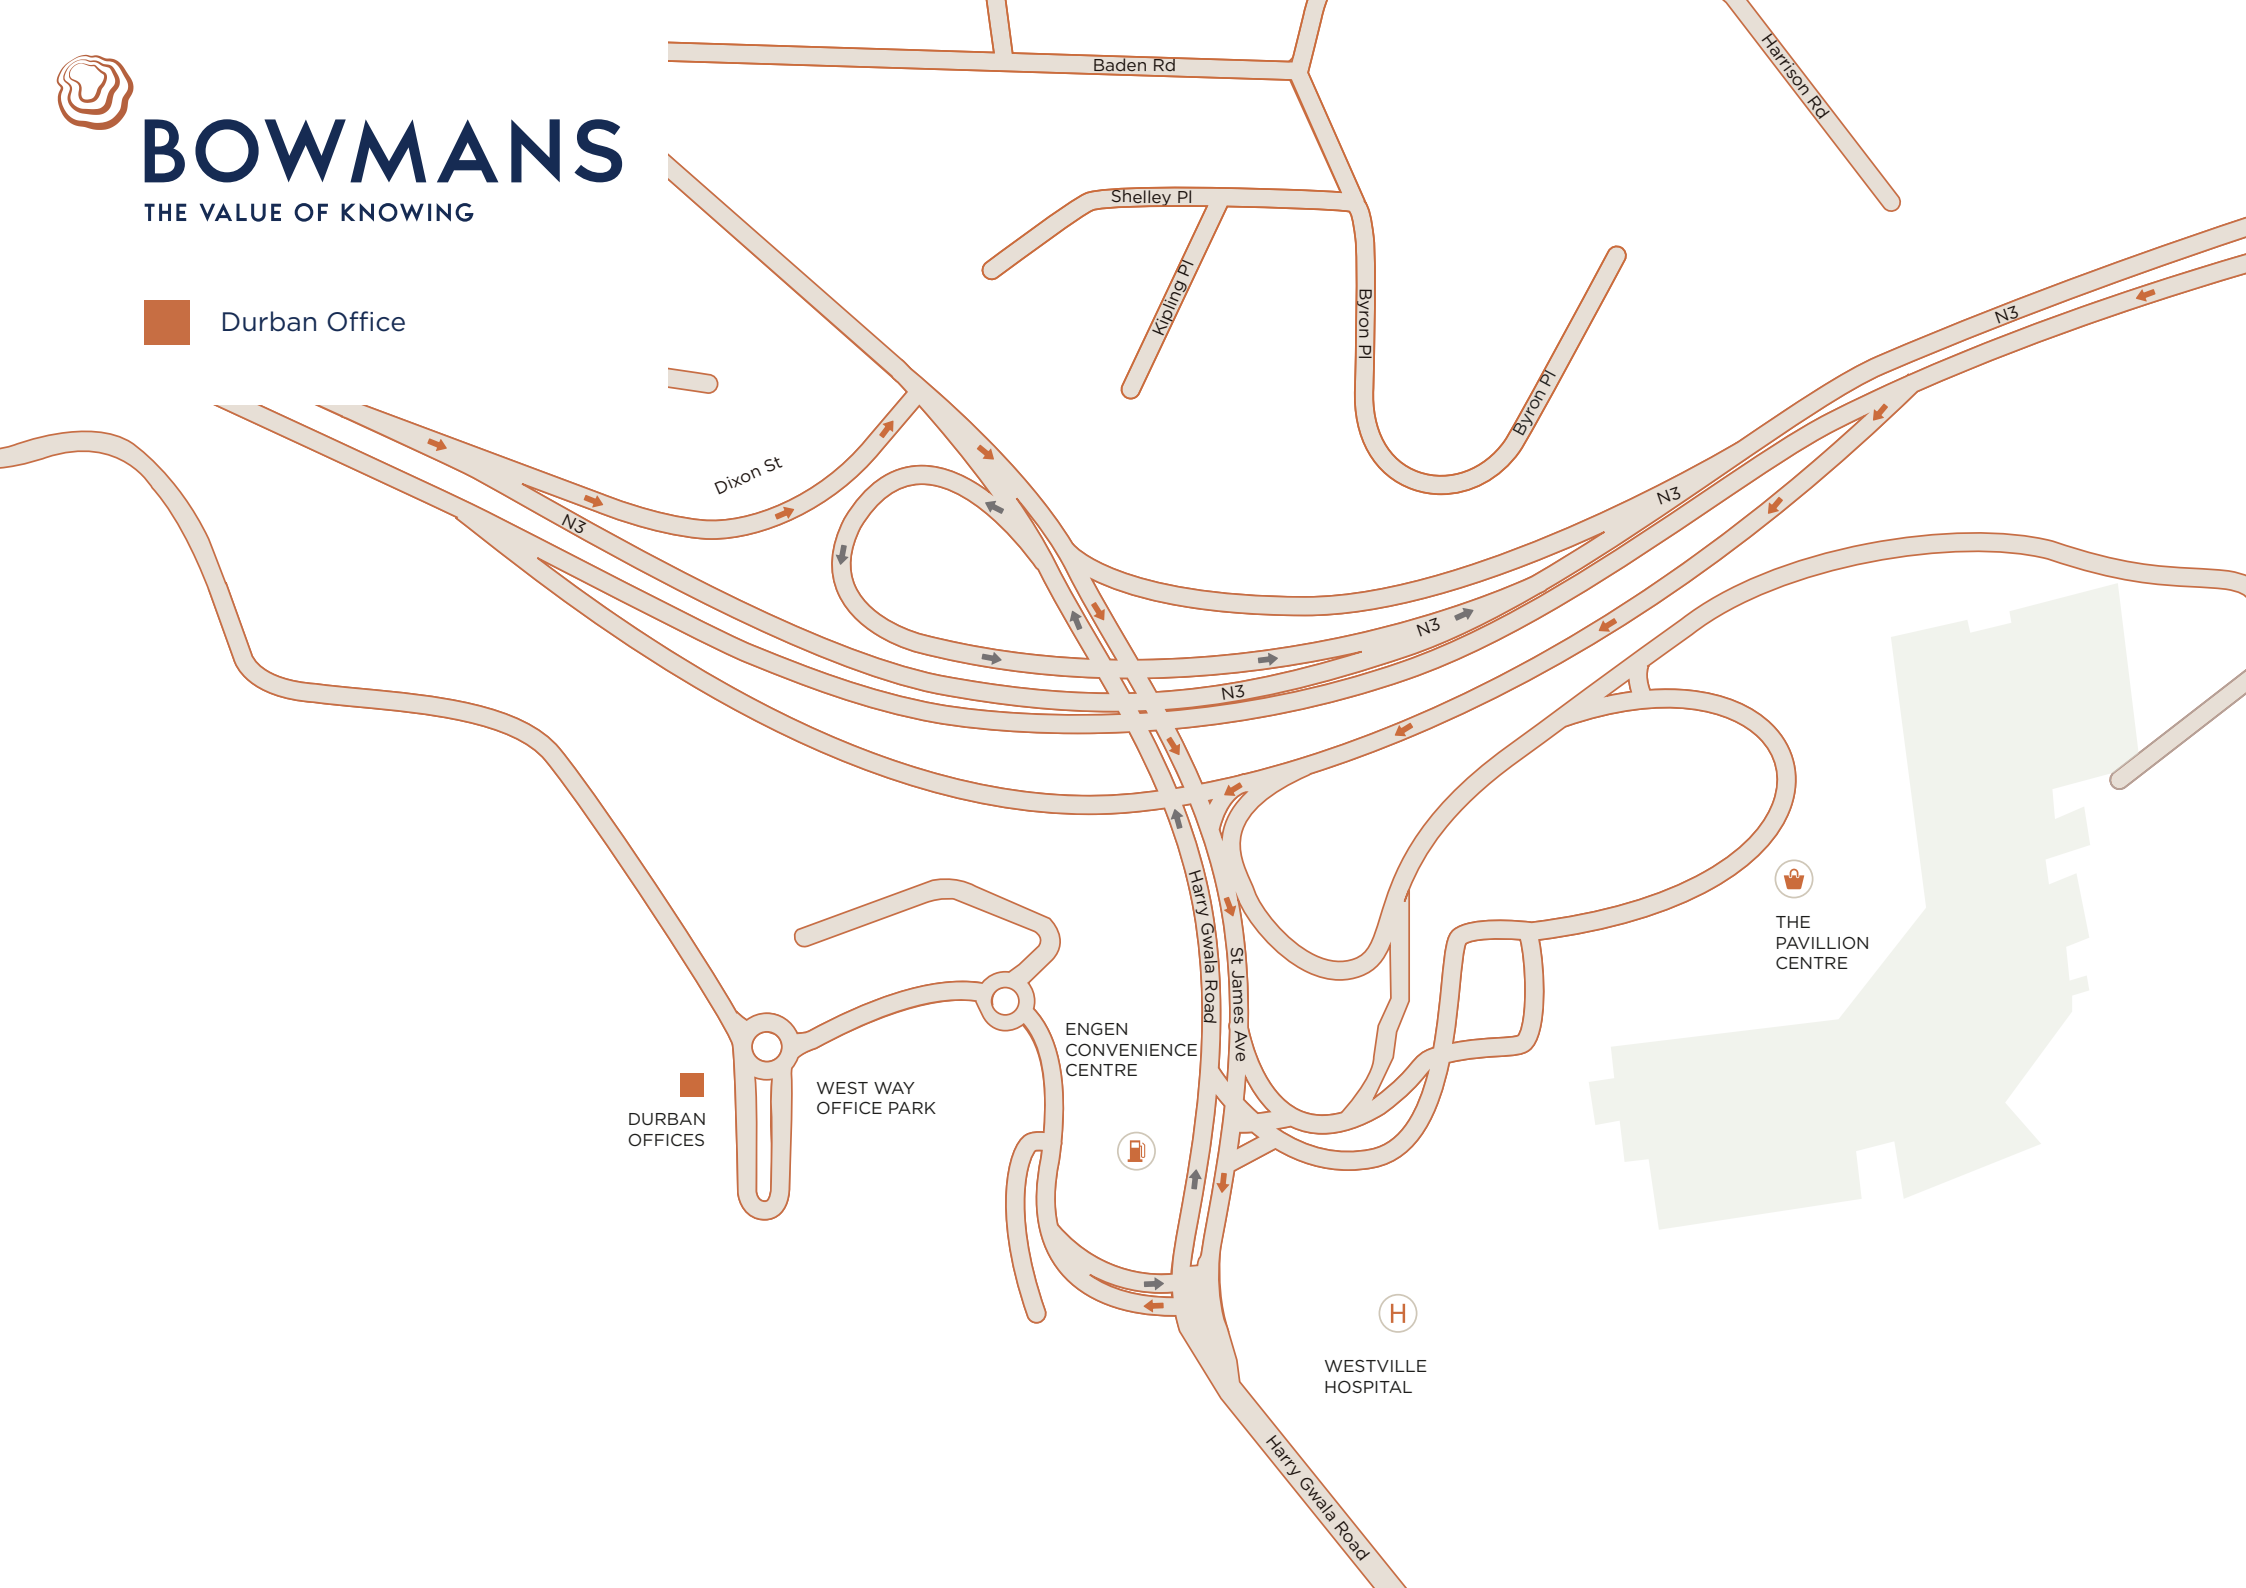 BOWMANS
THE VALUE OF KNOWING
Durban Office
Baden Rd
Harrison Rd
Shelley Pl
Kipling Pl
Byron Pl
Byron Pl
N3
Dixon St
N3
N3
N3
N3
Harry Gwala Road
St James Ave
THE
PAVILLION
CENTRE
ENGEN
CONVENIENCE
CENTRE
WEST WAY
OFFICE PARK
DURBAN
OFFICES
H
WESTVILLE
HOSPITAL
Harry Gwala Road